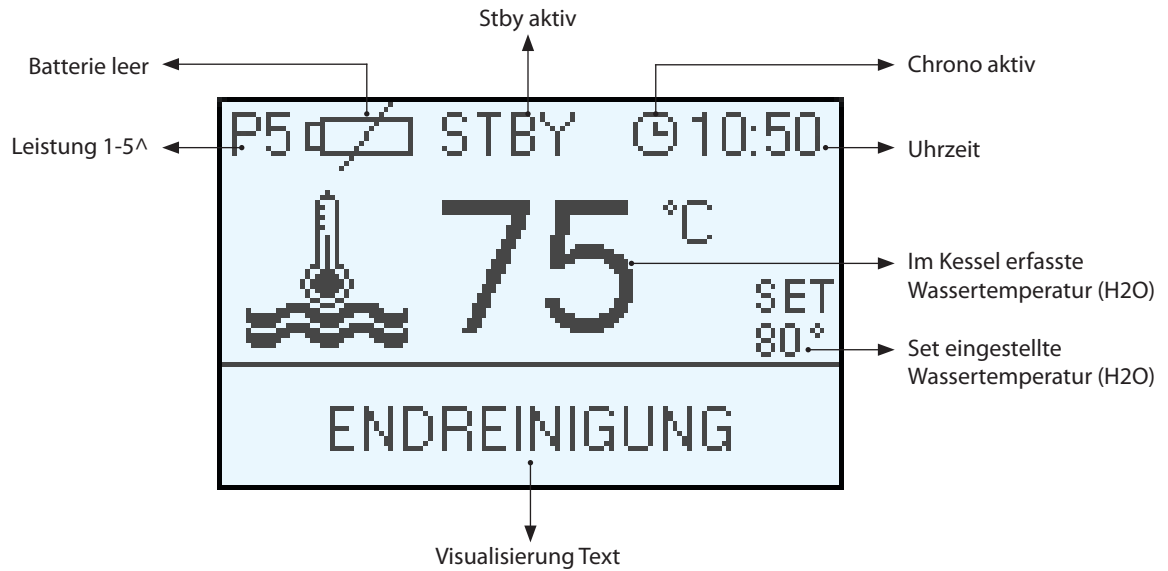 Stby aktiv
Batterie leer
Chrono aktiv
P5 STBY 10:50
Leistung 1-5^
Uhrzeit
75 °C
Im Kessel erfasste
Wassertemperatur (H2O)
SET
80°
Set eingestellte
Wassertemperatur (H2O)
ENDREINIGUNG
Visualisierung Text